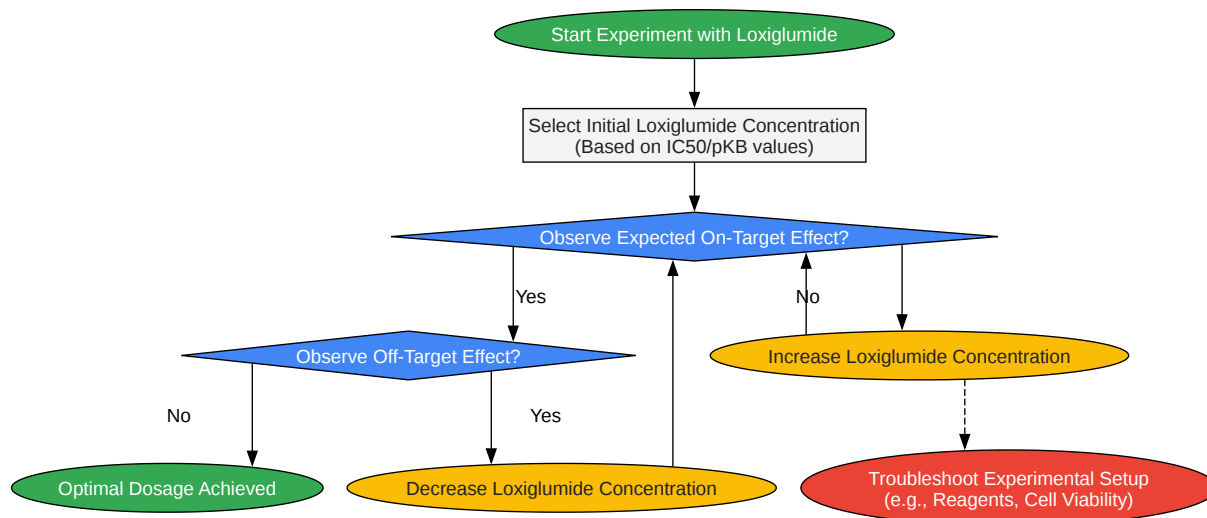 Start Experiment with Loxiglumide
Select Initial Loxiglumide Concentration
(Based on IC50/pKB values)
Observe Expected On-Target Effect?
Yes
No
Observe Off-Target Effect?
Increase Loxiglumide Concentration
No
Yes
Optimal Dosage Achieved
Decrease Loxiglumide Concentration
Troubleshoot Experimental Setup
(e.g., Reagents, Cell Viability)